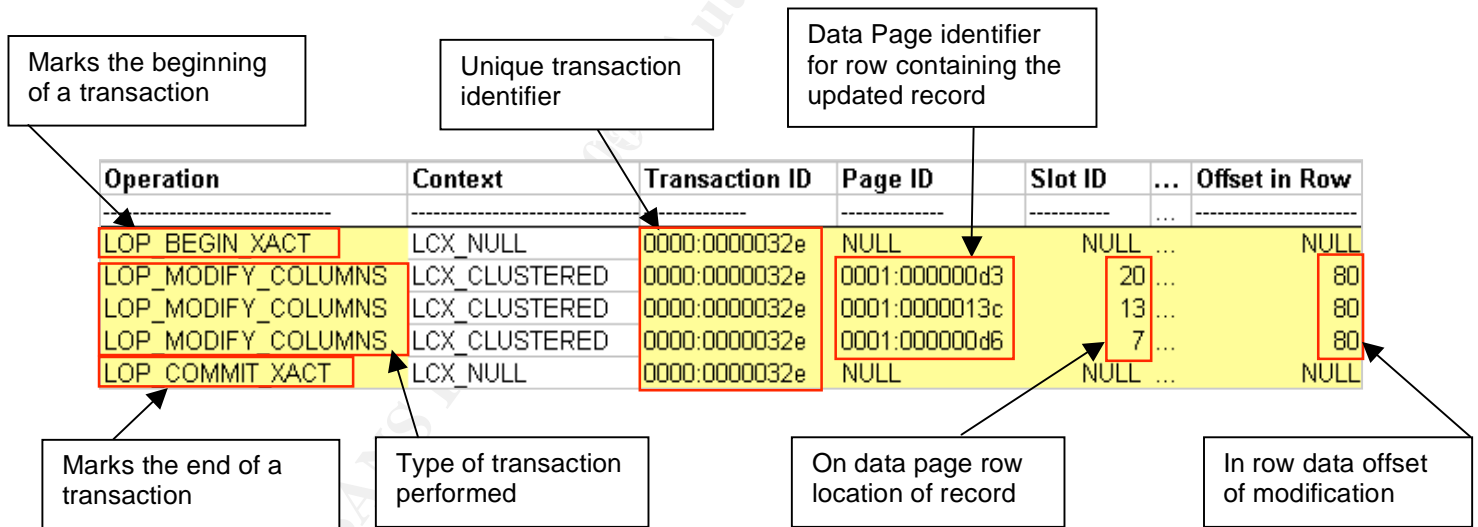 Marks the beginning
of a transaction
Unique transaction
identifier
Data Page identifier
for row containing the
updated record
Operation Context Transaction ID Page ID Slot ID ... Offset in Row
------------------------------ ------------------------------ -------------- -------------- ----------- ... ----------------------
LOP_BEGIN_XACT LCX_NULL 0000:0000032e NULL NULL ... NULL
LOP_MODIFY_COLUMNS LCX_CLUSTERED 0000:0000032e 0001:000000d3 20 ... 80
LOP_MODIFY_COLUMNS LCX_CLUSTERED 0000:0000032e 0001:0000013c 13 ... 80
LOP_MODIFY_COLUMNS LCX_CLUSTERED 0000:0000032e 0001:000000d6 7 ... 80
LOP_COMMIT_XACT LCX_NULL 0000:0000032e NULL NULL ... NULL
Marks the end of a
transaction
Type of transaction
performed
On data page row
location of record
In row data offset
of modification